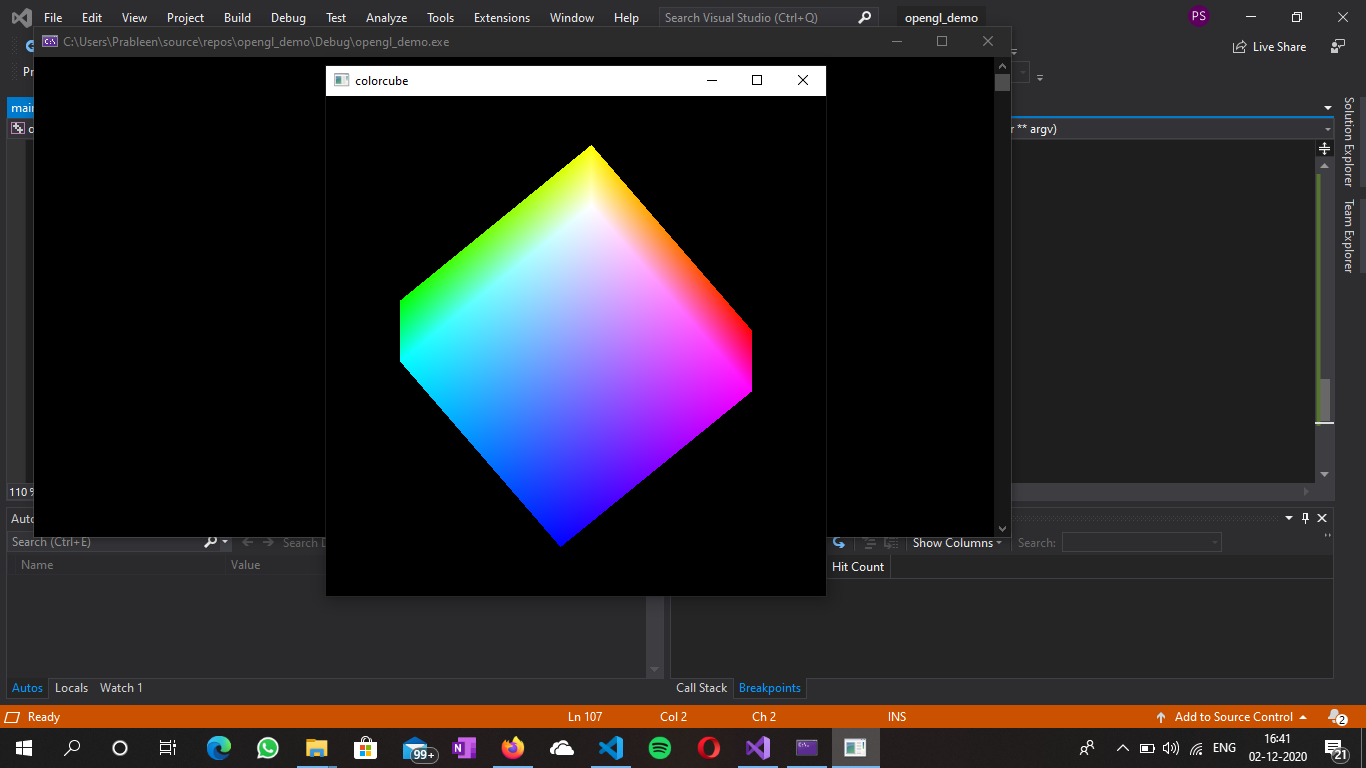 File Edit View Project Build Debug Test Analyze Tools Extensions Window Help Search Visual Studio (Ctrl+Q) opengl_demo PS
C:\Users\Prableen\source\repos\opengl_demo\Debug\opengl_demo.exe
Live Share
colorcube
** argv)
Solution Explorer
Team Explorer
110 %
Search (Ctrl+E) Search Show Columns Search:
Name Value Hit Count
Autos Locals Watch 1 Call Stack Breakpoints
Ready Ln 107 Col 2 Ch 2 INS Add to Source Control 2
99+ N ENG 16:41
02-12-2020 21